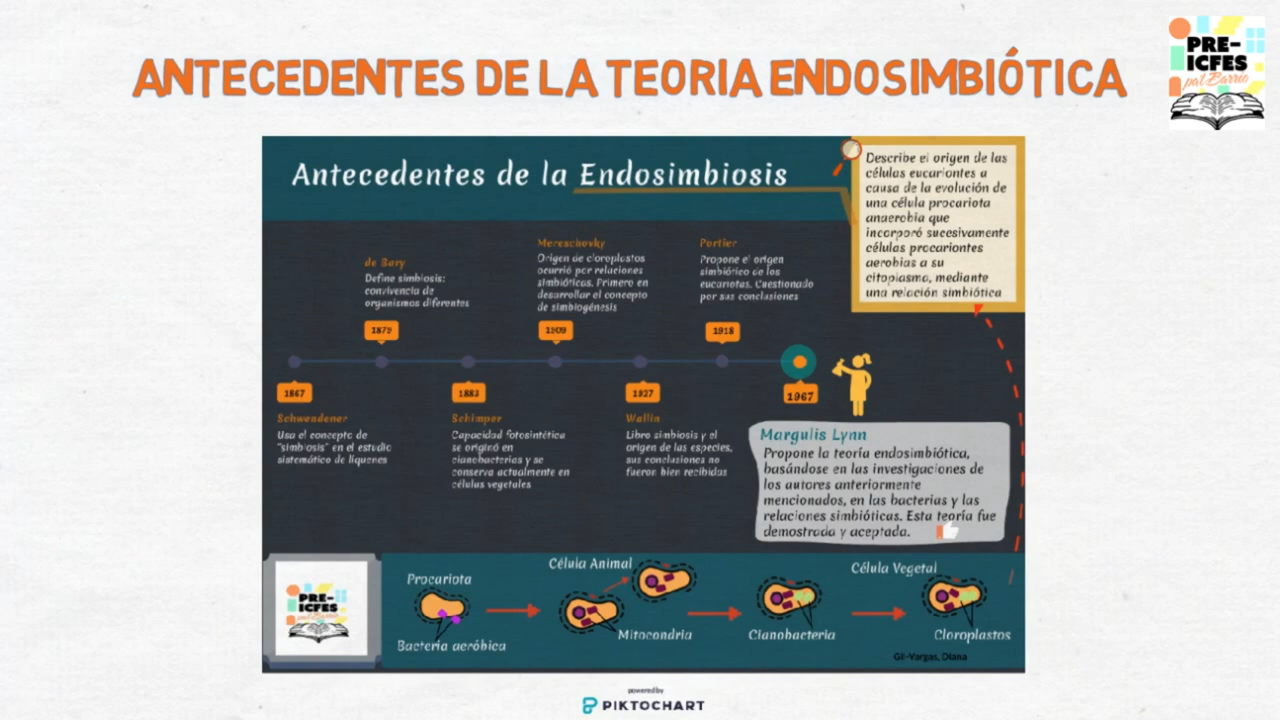 ANTECEDENTES DE LA TEORIA ENDOSIMBIÓTICA
PRE-
ICFES
pal Barrio
Antecedentes de la Endosimbiosis
Describe el origen de las
células eucariontes a
causa de la evolución de
una célula procariota
anaerobia que
incorporó sucesivamente
células procariontes
aerobias a su
citoplasma, mediante
una relación simbiótica
de Bary
Define simbiosis:
convivencia de
organismos diferentes
1879
Mereschovky
Origen de cloroplastos
ocurrió por relaciones
simbióticas. Primero en
desarrollar el concepto
de simbiogénesis
1909
Portier
Propone el origen
simbiótico de los
eucariotas. Cuestionado
por sus conclusiones
1918
1867
Schwendener
Usa el concepto de
"simbiosis" en el estudio
sistemático de líquenes
1883
Schimper
Capacidad fotosintética
se originó en
cianobacterias y se
conserva actualmente en
células vegetales
1927
Wallin
Libro simbiosis y el
origen de las especies,
sus conclusiones no
fueron bien recibidas
1967
Margulis Lynn
Propone la teoría endosimbiótica,
basándose en las investigaciones de
los autores anteriormente
mencionados, en las bacterias y las
relaciones simbióticas. Esta teoría fue
demostrada y aceptada.
PRE-
ICFES
Procariota
Bacteria aeróbica
Célula Animal
Mitocondria
Cianobacteria
Célula Vegetal
Cloroplastos
Gil-Vargas, Diana
powered by
PIKTOCHART